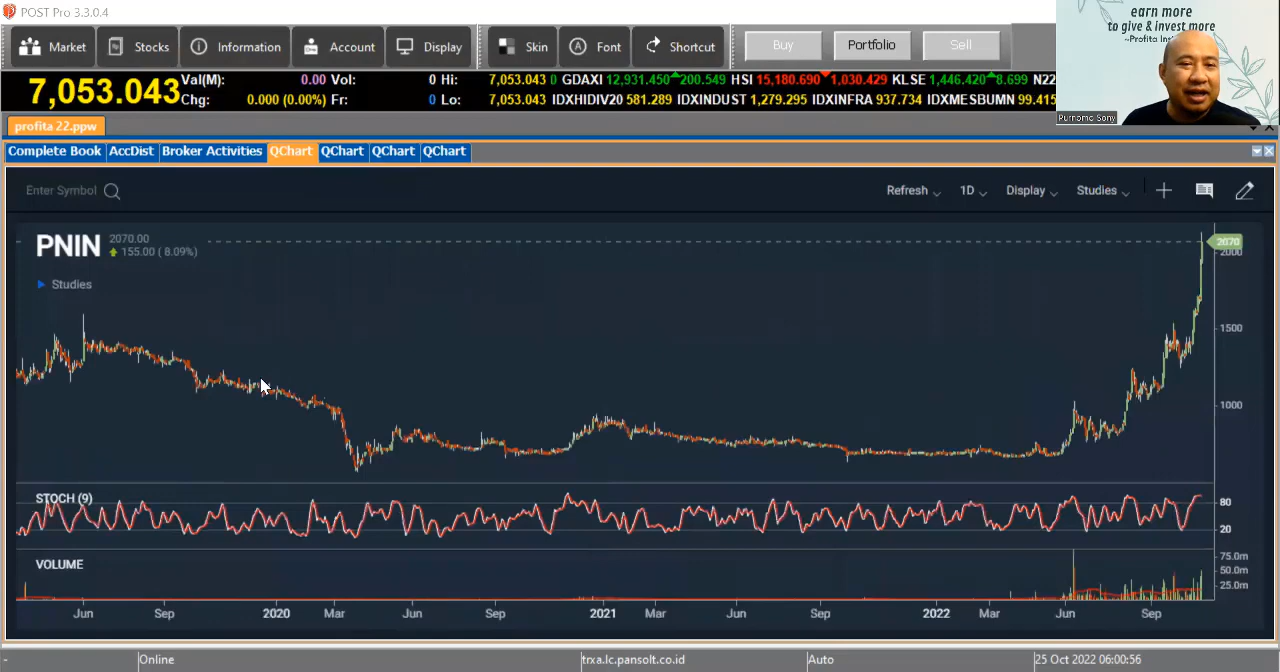 POST Pro 3.3.0.4
earn more
to give & invest more
Purnomo Sony
Market Stocks Information Account Display Skin Font Shortcut Buy Portfolio Sell
7,053.043 Val(M): 0.00 Vol: 0 Hi: 7,053.043 0 GDAXI 12,931.450 200.549 HSI 15,180.690 1,030.429 KLSE 1,446.420 8.699 N22
Chg: 0.000 (0.00%) Fr: 0 Lo: 7,053.043 IDXHIDIV20 581.289 IDXINDUST 1,279.295 IDXINFRA 937.734 IDXMESBUMN 99.415
profita 22.ppw
Complete Book AccDist Broker Activities QChart QChart QChart QChart
Enter Symbol Refresh 1D Display Studies
PNIN 2070.00
155.00 ( 8.09%)
2070
2000
Studies
1500
1000
STOCH (9)
80
20
VOLUME
75.0m
50.0m
25.0m
Jun Sep 2020 Mar Jun Sep 2021 Mar Jun Sep 2022 Mar Jun Sep
- Online trxa.lc.pansolt.co.id Auto 25 Oct 2022 06:00:56